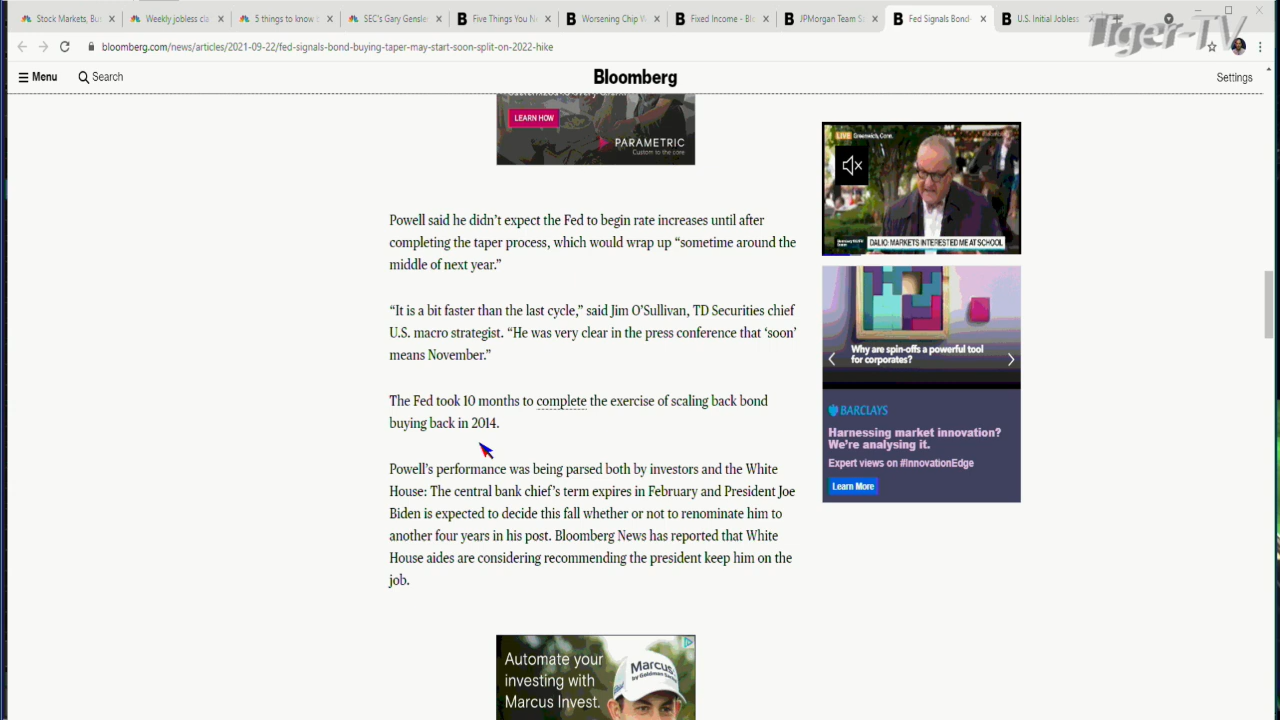 Stock Markets, Bu
Weekly jobless cla
5 things to know
SEC's Gary Gensle
Five Things You N
Worsening Chip W
Fixed Income - Blo
JPMorgan Team S
Fed Signals Bond
U.S. Initial Jobless
Tiger-TV
bloomberg.com/news/articles/2021-09-22/fed-signals-bond-buying-taper-may-start-soon-split-on-2022-hike
Menu
Search
Bloomberg
Settings
LEARN HOW
PARAMETRIC
Custom to the core
Powell said he didn’t expect the Fed to begin rate increases until after
completing the taper process, which would wrap up “sometime around the
middle of next year.”
“It is a bit faster than the last cycle,” said Jim O’Sullivan, TD Securities chief
U.S. macro strategist. “He was very clear in the press conference that ‘soon’
means November.”
The Fed took 10 months to complete the exercise of scaling back bond
buying back in 2014.
Powell’s performance was being parsed both by investors and the White
House: The central bank chief’s term expires in February and President Joe
Biden is expected to decide this fall whether or not to renominate him to
another four years in his post. Bloomberg News has reported that White
House aides are considering recommending the president keep him on the
job.
LIVE Greenwich, Conn.
DALIO: MARKETS INTERESTED ME AT SCHOOL
Why are spin-offs a powerful tool
for corporates?
BARCLAYS
Harnessing market innovation?
We're analysing it.
Expert views on #InnovationEdge
Learn More
Automate your
investing with
Marcus Invest.
Marcus
by Goldman Sachs